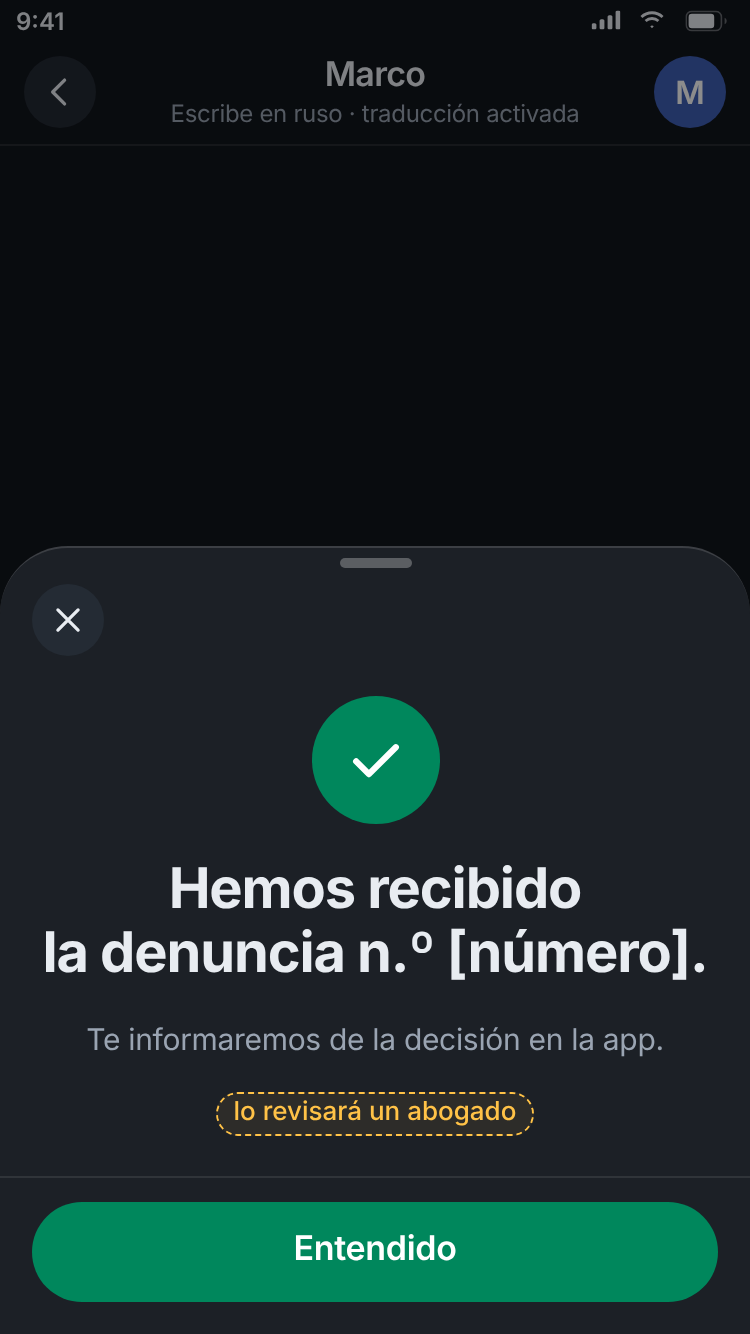 9:41
Marco
Escribe en ruso · traducción activada
M
Hemos recibido
la denuncia n.º [número].
Te informaremos de la decisión en la app.
lo revisará un abogado
Entendido